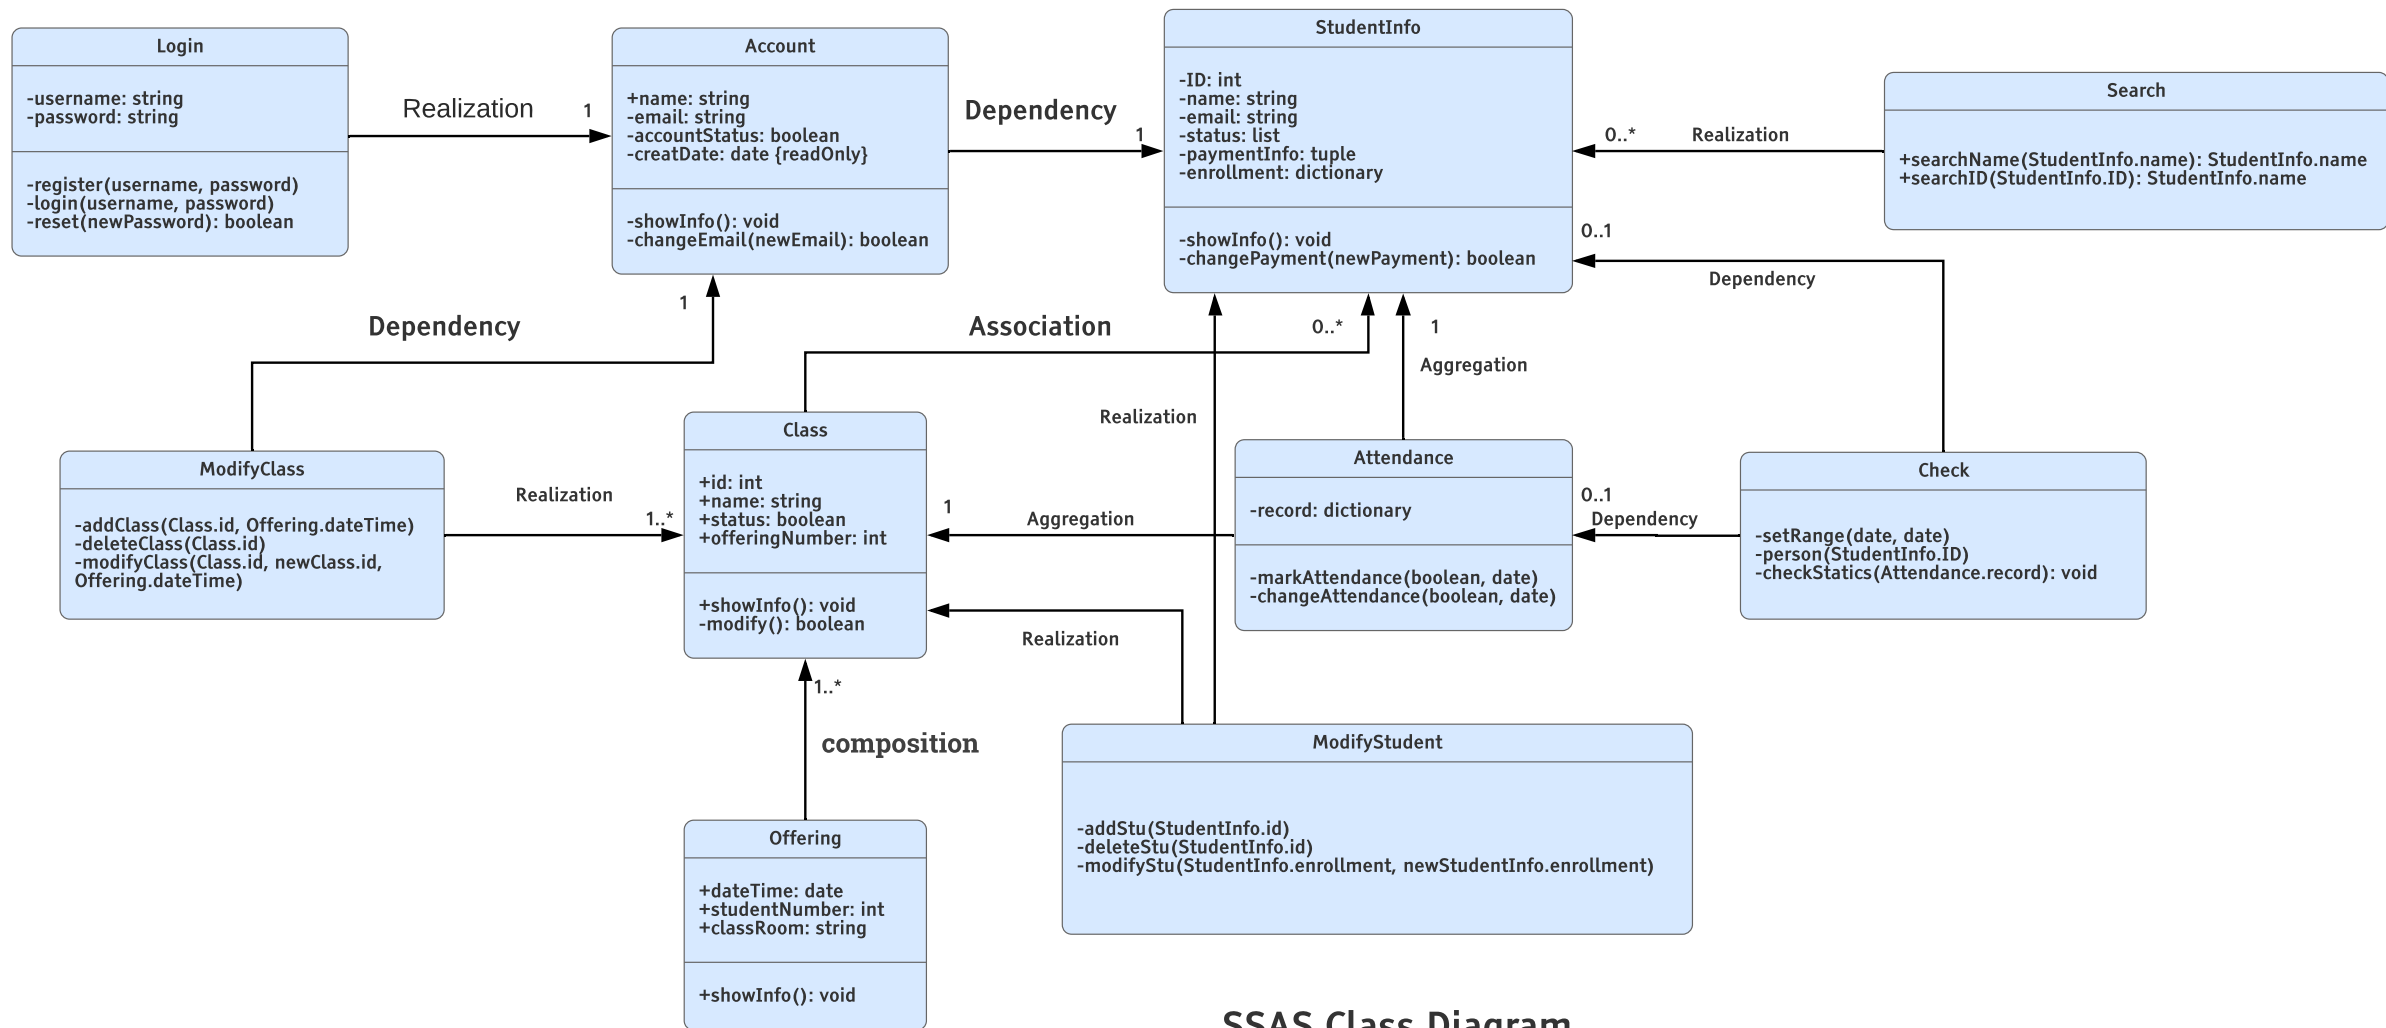 Login
-username: string
-password: string
-register(username, password)
-login(username, password)
-reset(newPassword): boolean
Realization
1
Account
+name: string
-email: string
-accountStatus: boolean
-creatDate: date {readOnly}
-showInfo(): void
-changeEmail(newEmail): boolean
Dependency
1
StudentInfo
-ID: int
-name: string
-email: string
-status: list
-paymentInfo: tuple
-enrollment: dictionary
-showInfo(): void
-changePayment(newPayment): boolean
0..*
Realization
Search
+searchName(StudentInfo.name): StudentInfo.name
+searchID(StudentInfo.ID): StudentInfo.name
0..1
Dependency
1
Dependency
Association
0..*
1
Aggregation
Realization
ModifyClass
-addClass(Class.id, Offering.dateTime)
-deleteClass(Class.id)
-modifyClass(Class.id, newClass.id,
Offering.dateTime)
Realization
1..*
Class
+id: int
+name: string
+status: boolean
+offeringNumber: int
+showInfo(): void
-modify(): boolean
1
Aggregation
Attendance
-record: dictionary
-markAttendance(boolean, date)
-changeAttendance(boolean, date)
0..1
Dependency
Check
-setRange(date, date)
-person(StudentInfo.ID)
-checkStatics(Attendance.record): void
Realization
1..*
composition
ModifyStudent
-addStu(StudentInfo.id)
-deleteStu(StudentInfo.id)
-modifyStu(StudentInfo.enrollment, newStudentInfo.enrollment)
Offering
+dateTime: date
+studentNumber: int
+classRoom: string
+showInfo(): void
SSAS Class Diagram